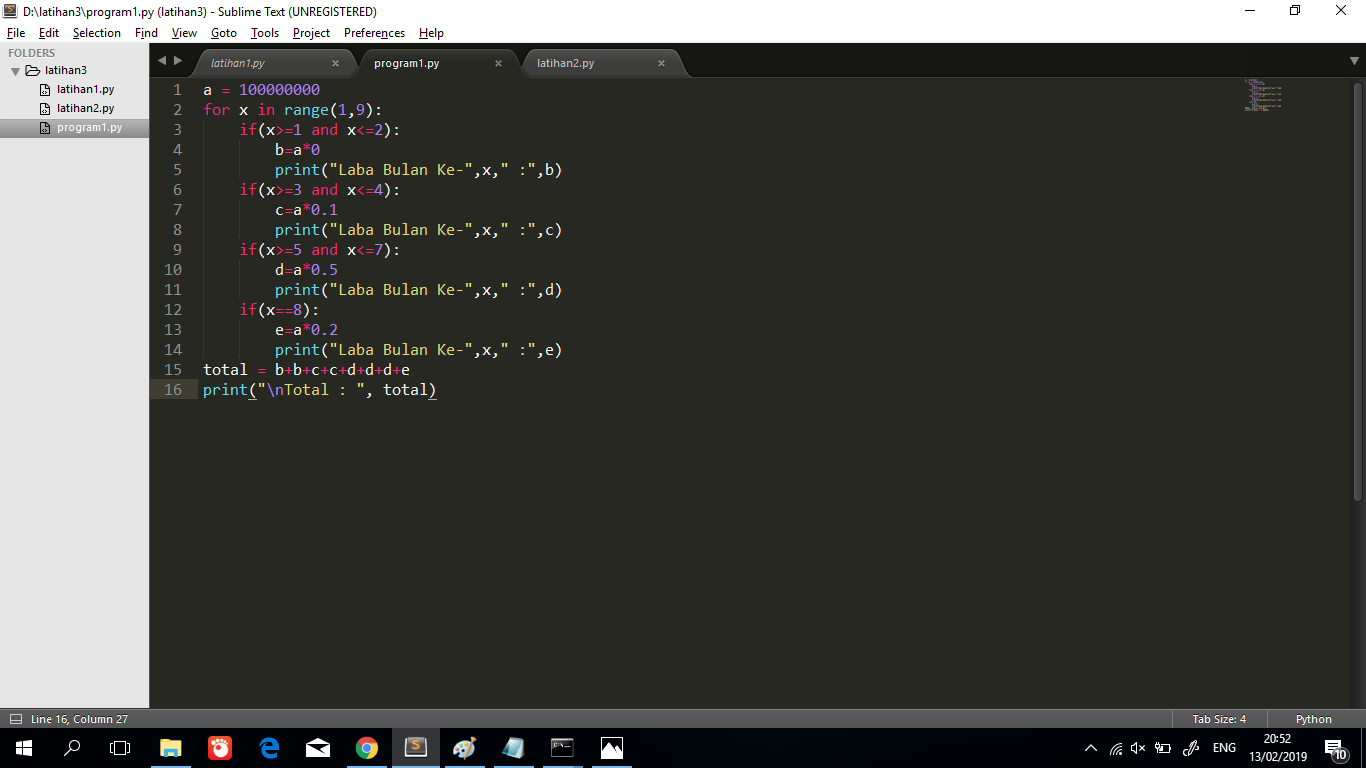 D:\latihan3\program1.py (latihan3) - Sublime Text (UNREGISTERED)
File Edit Selection Find View Goto Tools Project Preferences Help
FOLDERS
latihan3
latihan1.py
latihan2.py
program1.py
latihan1.py × program1.py × latihan2.py ×
1 a = 100000000
2 for x in range(1,9):
3     if(x>=1 and x<=2):
4         b=a*0
5         print("Laba Bulan Ke-",x," :",b)
6     if(x>=3 and x<=4):
7         c=a*0.1
8         print("Laba Bulan Ke-",x," :",c)
9     if(x>=5 and x<=7):
10         d=a*0.5
11         print("Laba Bulan Ke-",x," :",d)
12     if(x==8):
13         e=a*0.2
14         print("Laba Bulan Ke-",x," :",e)
15 total = b+b+c+c+d+d+d+e
16 print("\nTotal : ", total)
Line 16, Column 27 Tab Size: 4 Python
ENG 20:52
13/02/2019
10